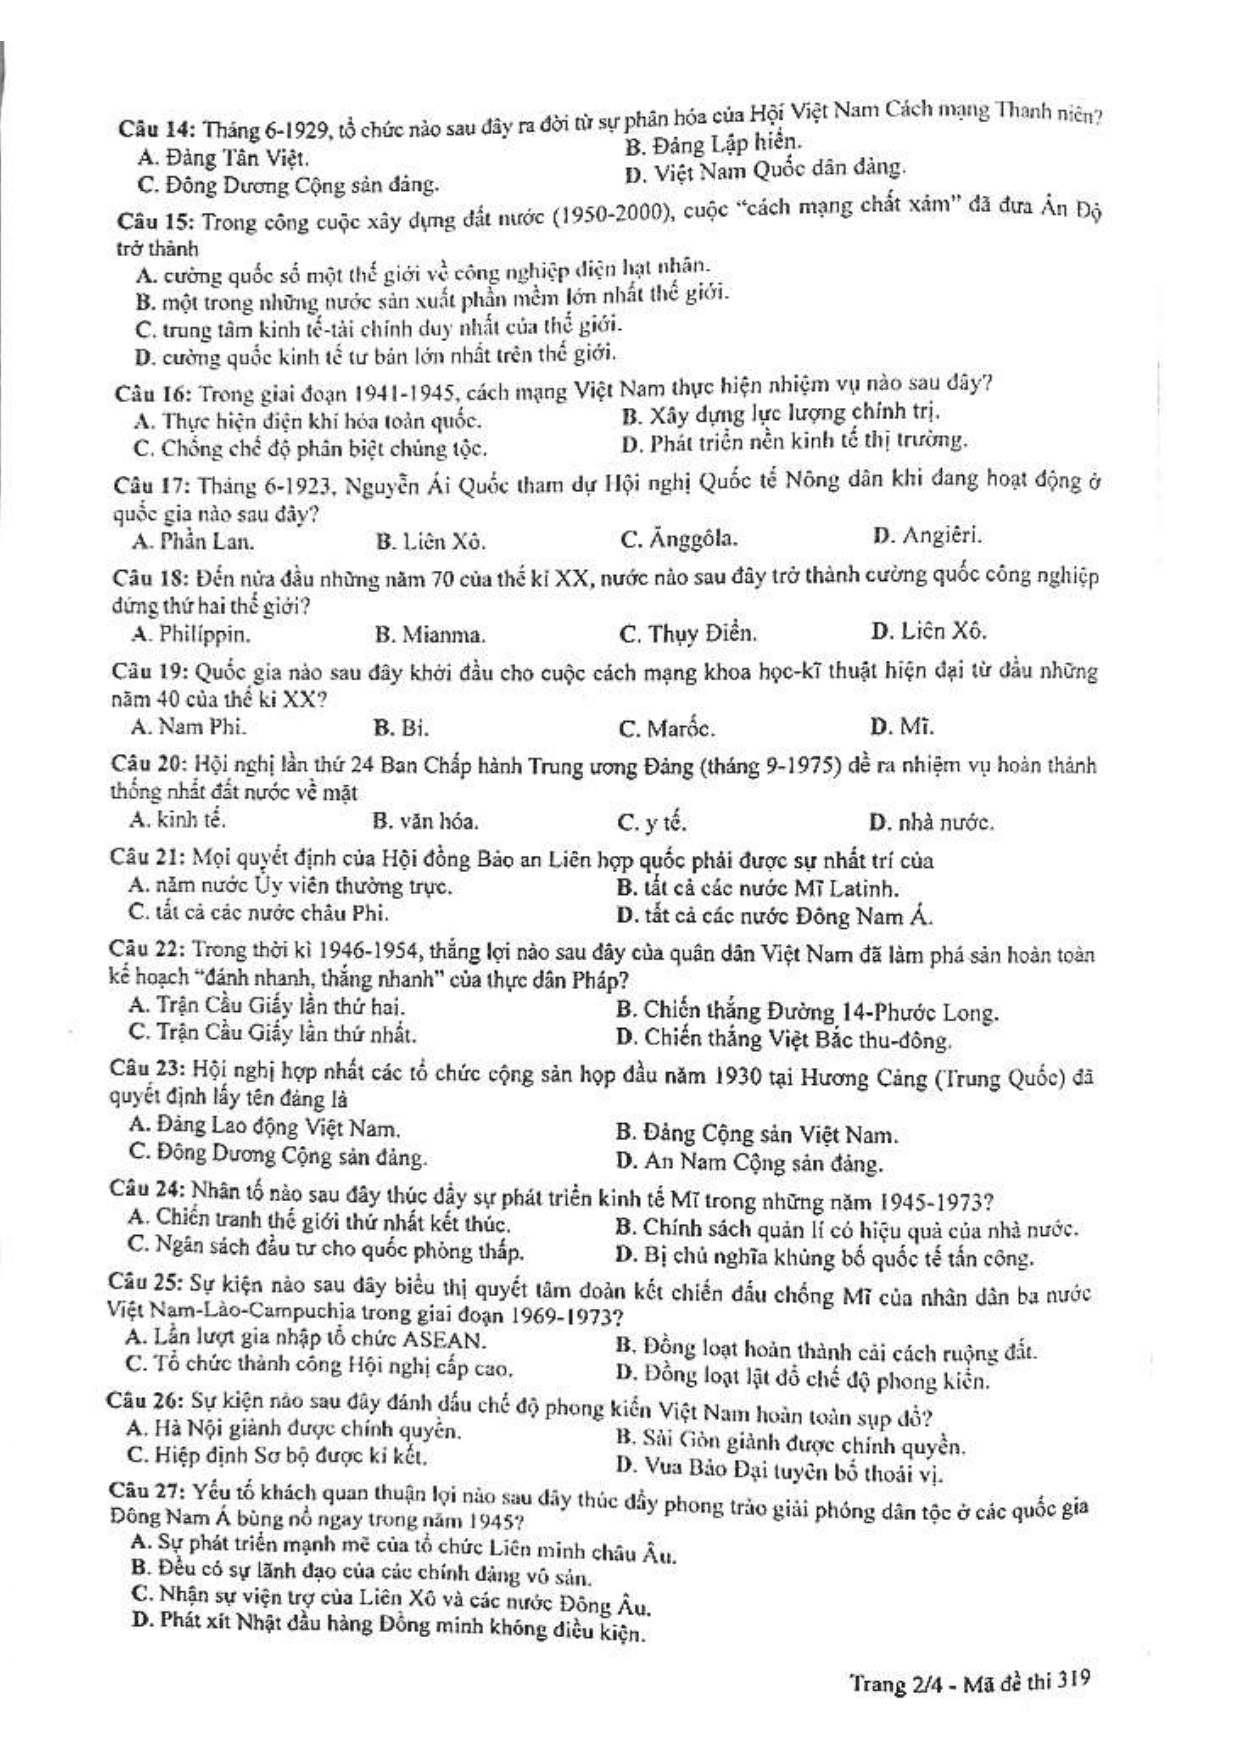 Câu 14: Tháng 6-1929, tổ chức nào sau đây ra đời từ sự phân hóa của Hội Việt Nam Cách mạng Thanh niên?
A. Đảng Tân Việt.
B. Đảng Lập hiến.
C. Đông Dương Cộng sản đảng.
D. Việt Nam Quốc dân đảng.
Câu 15: Trong công cuộc xây dựng đất nước (1950-2000), cuộc “cách mạng chất xám” đã đưa Ấn Độ
trở thành
A. cường quốc số một thế giới về công nghiệp điện hạt nhân.
B. một trong những nước sản xuất phần mềm lớn nhất thế giới.
C. trung tâm kinh tế-tài chính duy nhất của thế giới.
D. cường quốc kinh tế tư bản lớn nhất trên thế giới.
Câu 16: Trong giai đoạn 1941-1945, cách mạng Việt Nam thực hiện nhiệm vụ nào sau đây?
A. Thực hiện điện khí hóa toàn quốc.
B. Xây dựng lực lượng chính trị.
C. Chống chế độ phân biệt chủng tộc.
D. Phát triển nền kinh tế thị trường.
Câu 17: Tháng 6-1923, Nguyễn Ái Quốc tham dự Hội nghị Quốc tế Nông dân khi đang hoạt động ở
quốc gia nào sau đây?
A. Phần Lan. B. Liên Xô. C. Ănggôla. D. Angiêri.
Câu 18: Đến nửa đầu những năm 70 của thế kỉ XX, nước nào sau đây trở thành cường quốc công nghiệp
đứng thứ hai thế giới?
A. Philíppin. B. Mianma. C. Thụy Điển. D. Liên Xô.
Câu 19: Quốc gia nào sau đây khởi đầu cho cuộc cách mạng khoa học-kĩ thuật hiện đại từ đầu những
năm 40 của thế kỉ XX?
A. Nam Phi. B. Bỉ. C. Marốc. D. Mĩ.
Câu 20: Hội nghị lần thứ 24 Ban Chấp hành Trung ương Đảng (tháng 9-1975) đề ra nhiệm vụ hoàn thành
thống nhất đất nước về mặt
A. kinh tế. B. văn hóa. C. y tế. D. nhà nước.
Câu 21: Mọi quyết định của Hội đồng Bảo an Liên hợp quốc phải được sự nhất trí của
A. năm nước Ủy viên thường trực.
B. tất cả các nước Mĩ Latinh.
C. tất cả các nước châu Phi.
D. tất cả các nước Đông Nam Á.
Câu 22: Trong thời kì 1946-1954, thắng lợi nào sau đây của quân dân Việt Nam đã làm phá sản hoàn toàn
kế hoạch “đánh nhanh, thắng nhanh” của thực dân Pháp?
A. Trận Cầu Giấy lần thứ hai.
B. Chiến thắng Đường 14-Phước Long.
C. Trận Cầu Giấy lần thứ nhất.
D. Chiến thắng Việt Bắc thu-đông.
Câu 23: Hội nghị hợp nhất các tổ chức cộng sản họp đầu năm 1930 tại Hương Cảng (Trung Quốc) đã
quyết định lấy tên đảng là
A. Đảng Lao động Việt Nam.
B. Đảng Cộng sản Việt Nam.
C. Đông Dương Cộng sản đảng.
D. An Nam Cộng sản đảng.
Câu 24: Nhân tố nào sau đây thúc đẩy sự phát triển kinh tế Mĩ trong những năm 1945-1973?
A. Chiến tranh thế giới thứ nhất kết thúc.
B. Chính sách quản lí có hiệu quả của nhà nước.
C. Ngân sách đầu tư cho quốc phòng thấp.
D. Bị chủ nghĩa khủng bố quốc tế tấn công.
Câu 25: Sự kiện nào sau đây biểu thị quyết tâm đoàn kết chiến đấu chống Mĩ của nhân dân ba nước
Việt Nam-Lào-Campuchia trong giai đoạn 1969-1973?
A. Lần lượt gia nhập tổ chức ASEAN.
B. Đồng loạt hoàn thành cải cách ruộng đất.
C. Tổ chức thành công Hội nghị cấp cao.
D. Đồng loạt lật đổ chế độ phong kiến.
Câu 26: Sự kiện nào sau đây đánh dấu chế độ phong kiến Việt Nam hoàn toàn sụp đổ?
A. Hà Nội giành được chính quyền.
B. Sài Gòn giành được chính quyền.
C. Hiệp định Sơ bộ được kí kết.
D. Vua Bảo Đại tuyên bố thoái vị.
Câu 27: Yếu tố khách quan thuận lợi nào sau đây thúc đẩy phong trào giải phóng dân tộc ở các quốc gia
Đông Nam Á bùng nổ ngay trong năm 1945?
A. Sự phát triển mạnh mẽ của tổ chức Liên minh châu Âu.
B. Đều có sự lãnh đạo của các chính đảng vô sản.
C. Nhận sự viện trợ của Liên Xô và các nước Đông Âu.
D. Phát xít Nhật đầu hàng Đồng minh không điều kiện.
Trang 2/4 - Mã đề thi 319